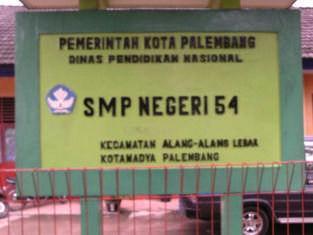 PEMERINTAH KOTA PALEMBANG
DINAS PENDIDIKAN NASIONAL
SMP NEGERI 54
KECAMATAN ALANG-ALANG LEBAR
KOTAMADYA PALEMBANG